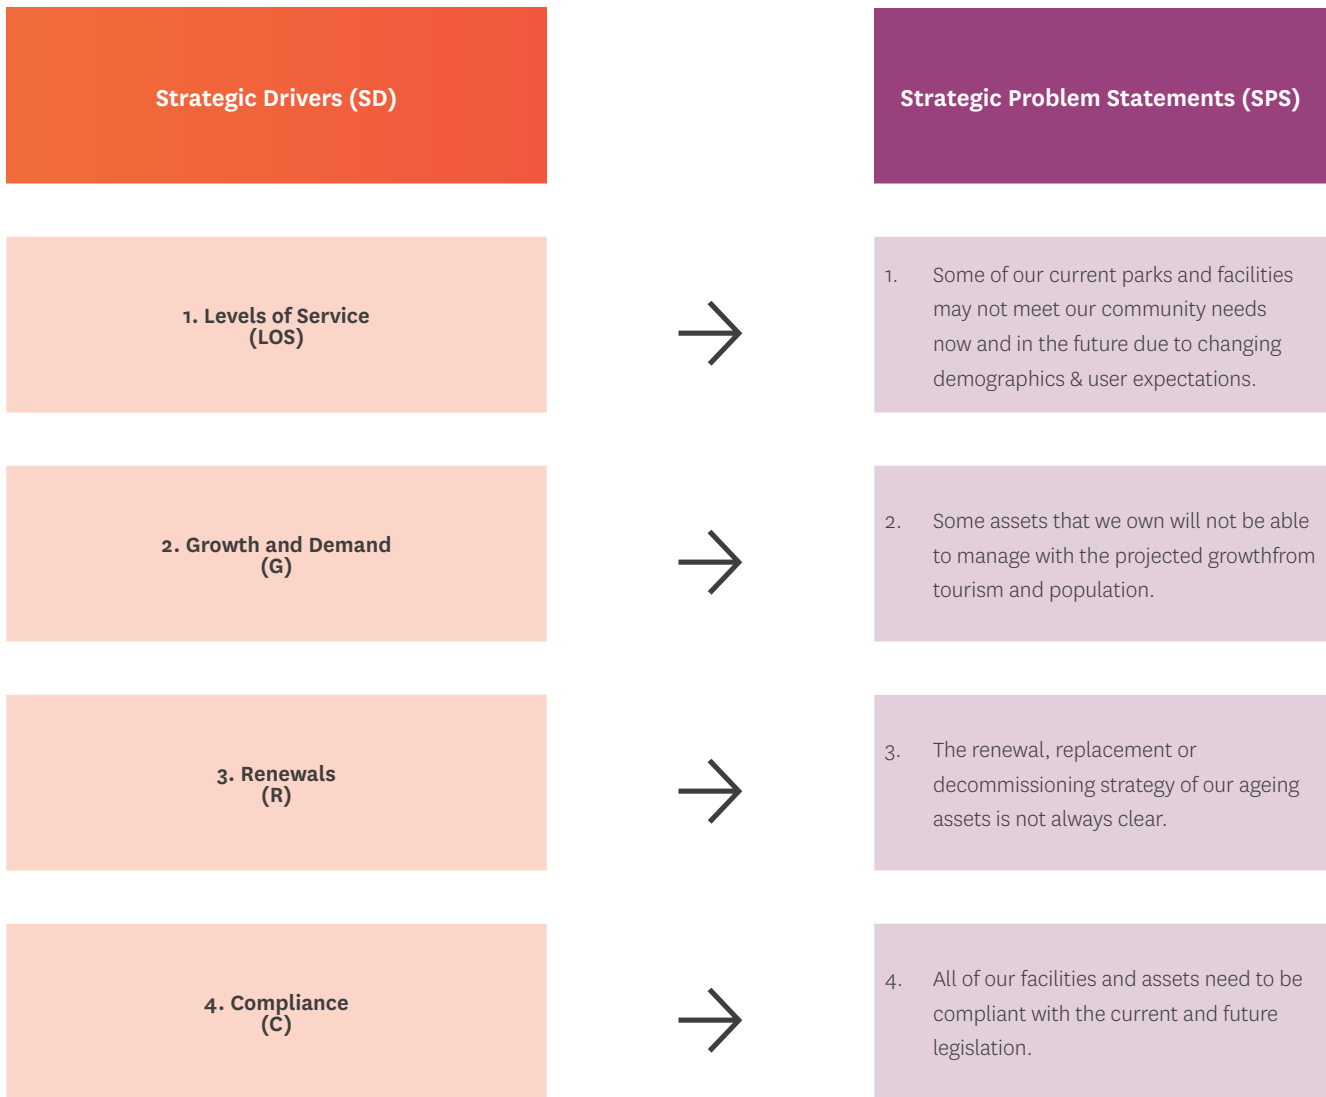 Strategic Drivers (SD)
Strategic Problem Statements (SPS)
1. Levels of Service
(LOS)
1. Some of our current parks and facilities
may not meet our community needs
now and in the future due to changing
demographics & user expectations.
2. Growth and Demand
(G)
2. Some assets that we own will not be able
to manage with the projected growthfrom
tourism and population.
3. Renewals
(R)
3. The renewal, replacement or
decommissioning strategy of our ageing
assets is not always clear.
4. Compliance
(C)
4. All of our facilities and assets need to be
compliant with the current and future
legislation.